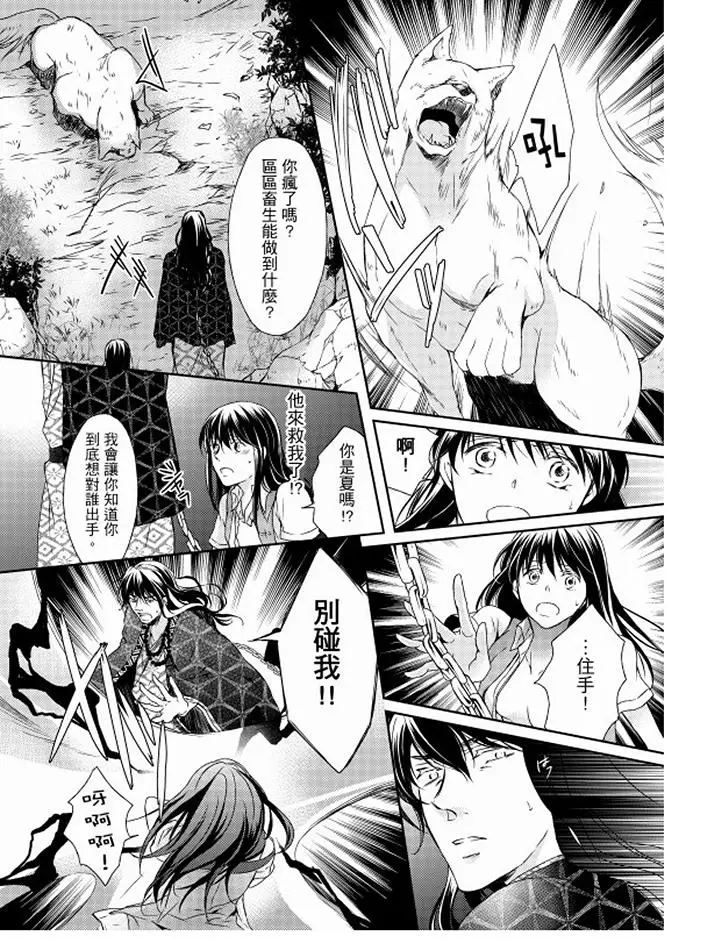 吼
你瘋了嗎？
區區畜生能做到什麼？
啊！
你是夏嗎!?
他來救我了!?
我會讓你知道你
到底想對誰出手。
…住手！
別碰我!!
呀啊啊！